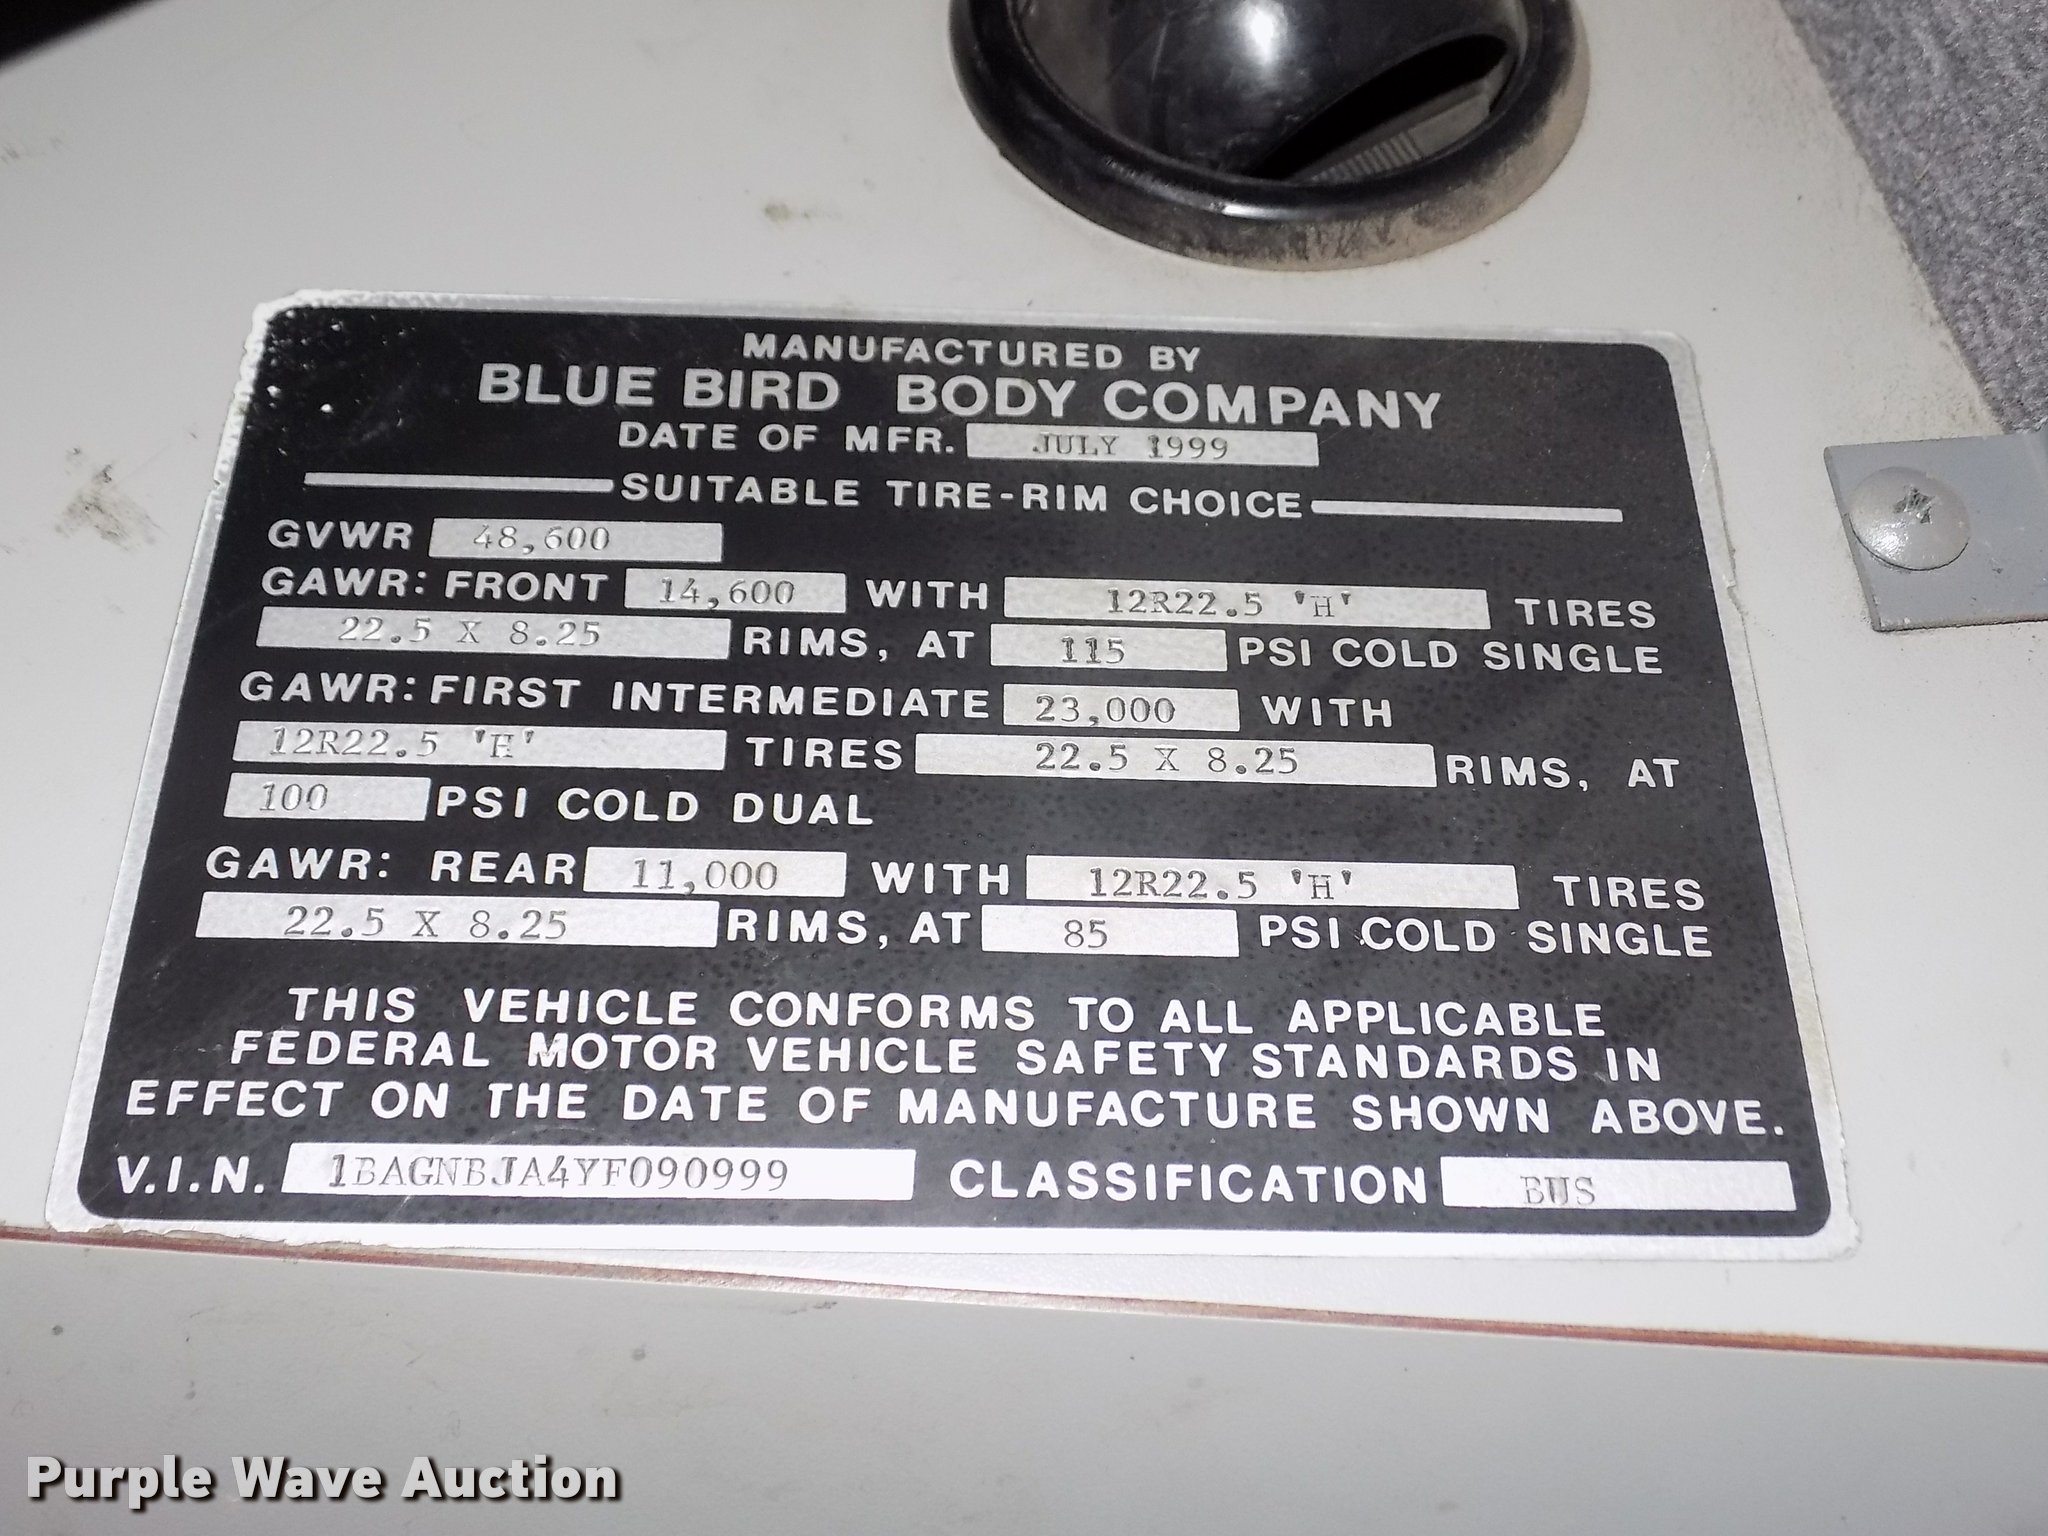 MANUFACTURED BY
BLUE BIRD BODY COMPANY
DATE OF MFR. JULY 1999
SUITABLE TIRE-RIM CHOICE
GVWR 48,600
GAWR: FRONT 14,600 WITH 12R22.5 'H' TIRES
22.5 X 8.25 RIMS, AT 115 PSI COLD SINGLE
GAWR: FIRST INTERMEDIATE 23,000 WITH
12R22.5 'H' TIRES 22.5 X 8.25 RIMS, AT
100 PSI COLD DUAL
GAWR: REAR 11,000 WITH 12R22.5 'H' TIRES
22.5 X 8.25 RIMS, AT 85 PSI COLD SINGLE
THIS VEHICLE CONFORMS TO ALL APPLICABLE
FEDERAL MOTOR VEHICLE SAFETY STANDARDS IN
EFFECT ON THE DATE OF MANUFACTURE SHOWN ABOVE.
V.I.N. 1BAGNBJA4YF090999 CLASSIFICATION BUS
Purple Wave Auction